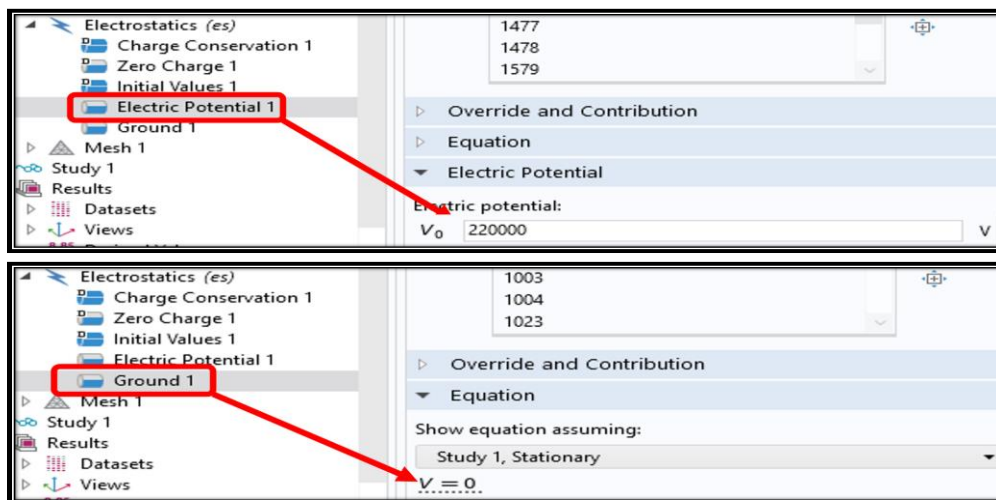 Electrostatics (es)
Charge Conservation 1
Zero Charge 1
Initial Values 1
Electric Potential 1
Ground 1
Mesh 1
Study 1
Results
Datasets
Views
1477
1478
1579
Override and Contribution
Equation
Electric Potential
Electric potential:
V₀ 220000 V
Electrostatics (es)
Charge Conservation 1
Zero Charge 1
Initial Values 1
Electric Potential 1
Ground 1
Mesh 1
Study 1
Results
Datasets
Views
1003
1004
1023
Override and Contribution
Equation
Show equation assuming:
Study 1, Stationary
V = 0